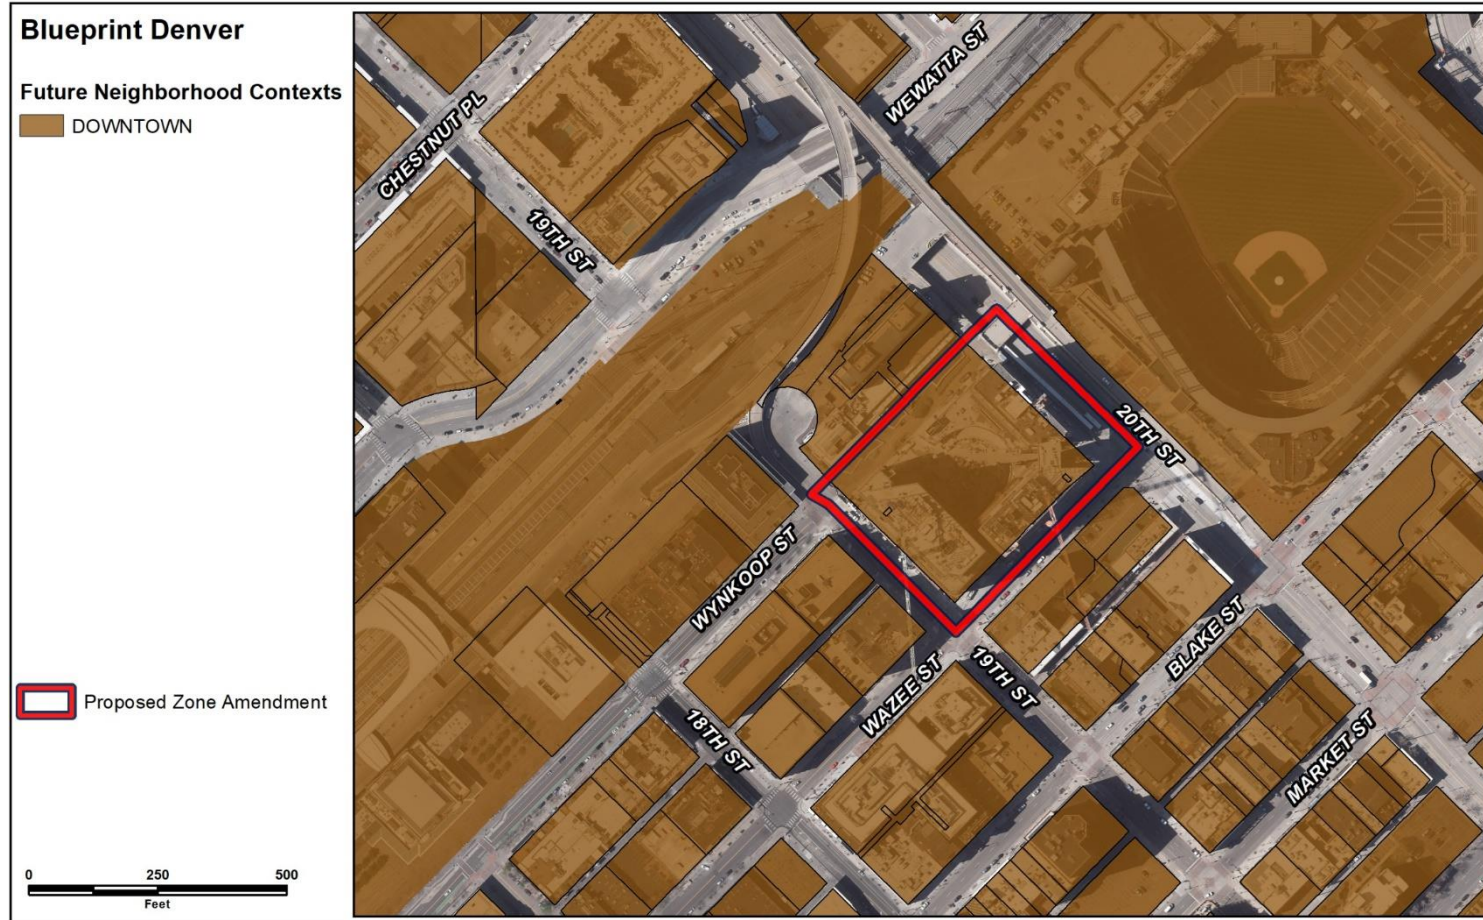 Blueprint Denver
Future Neighborhood Contexts
DOWNTOWN
Proposed Zone Amendment
0 250 500
Feet
CHESTNUT PL
19TH ST
WEWATTA ST
20TH ST
WYNKOOP ST
WAZEE ST
19TH ST
18TH ST
BLAKE ST
MARKET ST